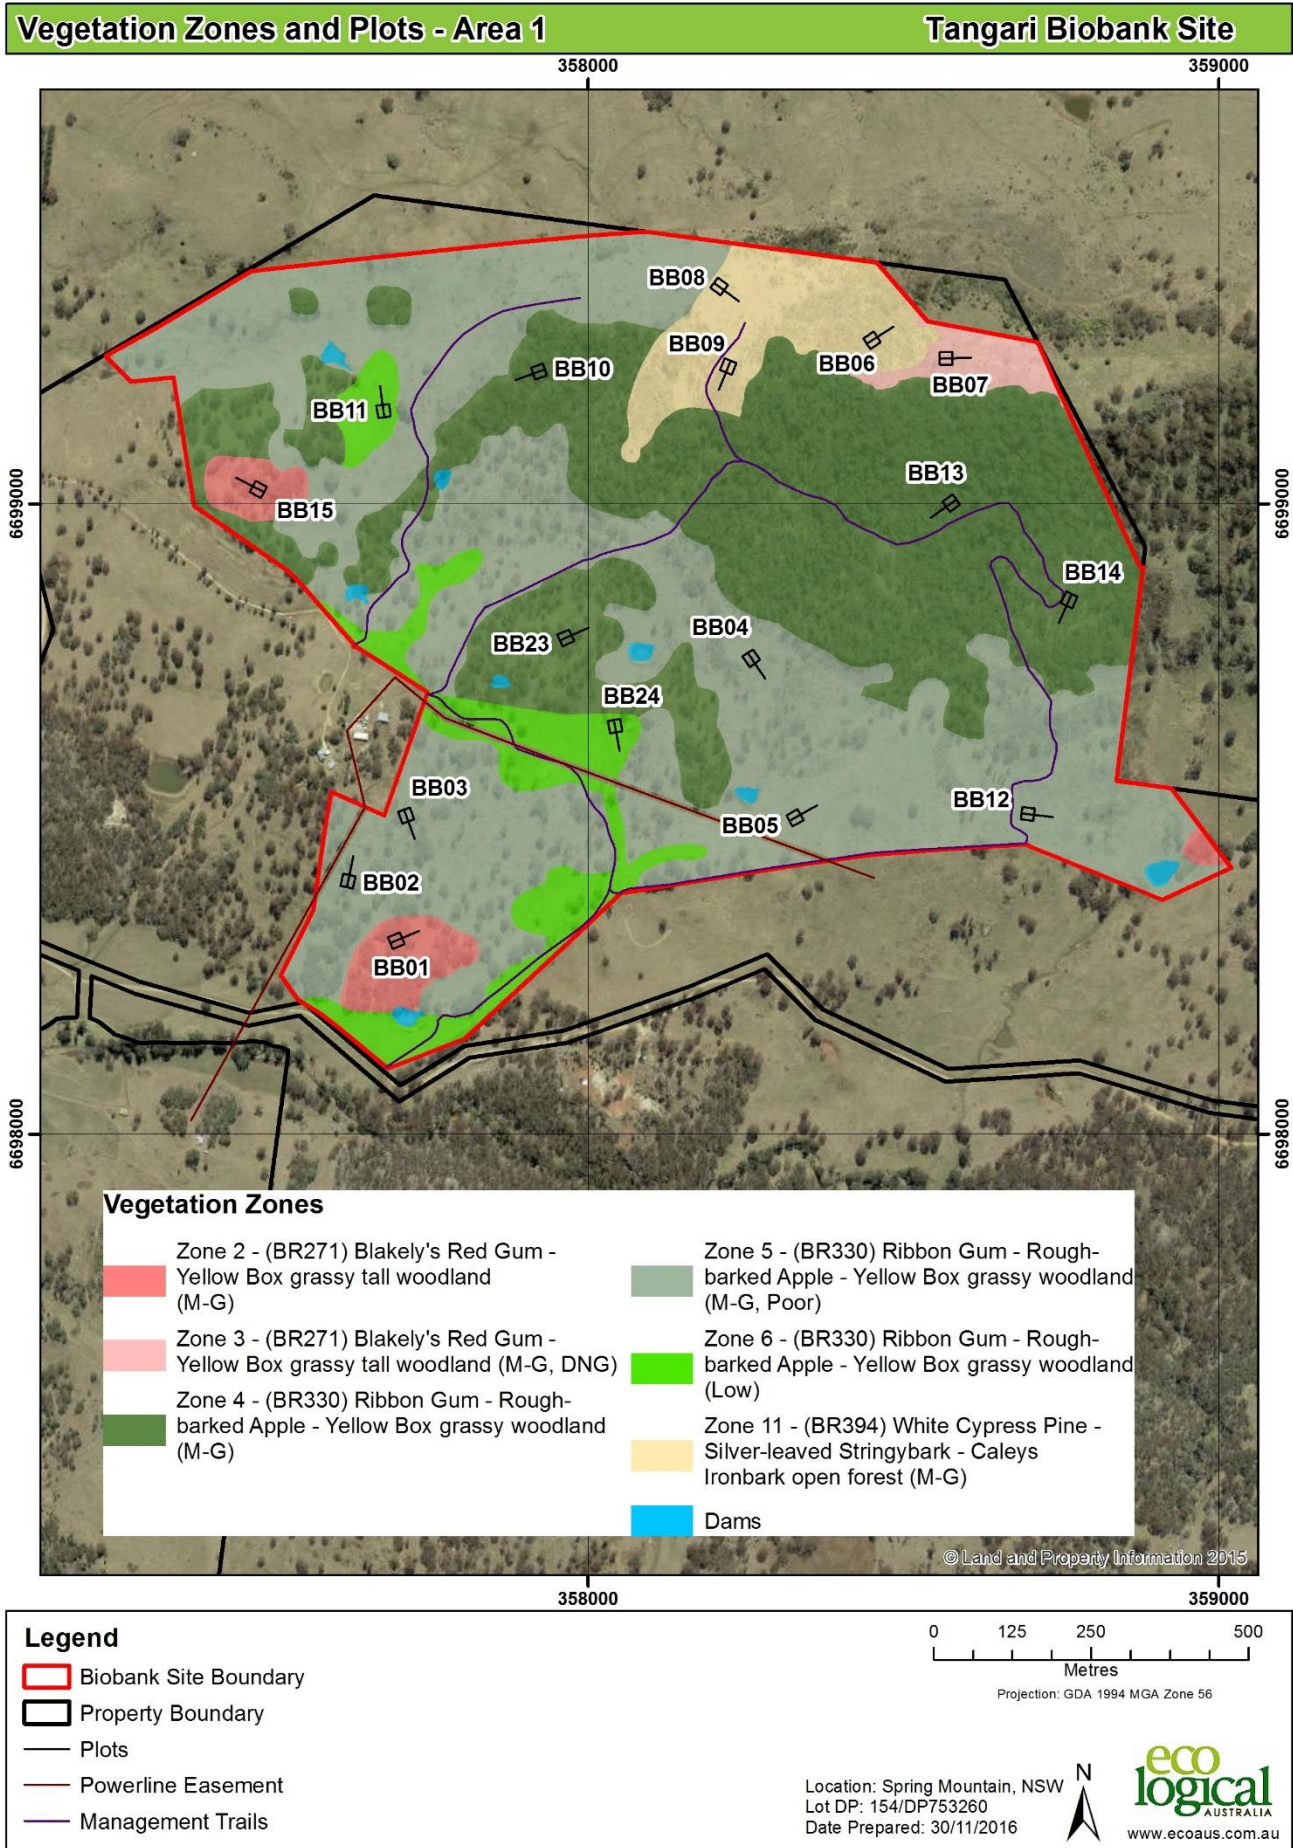 Vegetation Zones and Plots - Area 1
Tangari Biobank Site
358000
359000
BB08
BB09
BB10
BB06
BB07
BB11
BB15
BB13
6699000
6699000
BB14
BB04
BB23
BB24
BB03
BB05
BB12
BB02
BB01
6698000
6698000
Vegetation Zones
Zone 2 - (BR271) Blakely's Red Gum -
Yellow Box grassy tall woodland
(M-G)
Zone 3 - (BR271) Blakely's Red Gum -
Yellow Box grassy tall woodland (M-G, DNG)
Zone 4 - (BR330) Ribbon Gum - Rough-
barked Apple - Yellow Box grassy woodland
(M-G)
Zone 5 - (BR330) Ribbon Gum - Rough-
barked Apple - Yellow Box grassy woodland
(M-G, Poor)
Zone 6 - (BR330) Ribbon Gum - Rough-
barked Apple - Yellow Box grassy woodland
(Low)
Zone 11 - (BR394) White Cypress Pine -
Silver-leaved Stringybark - Caleys
Ironbark open forest (M-G)
Dams
© Land and Property Information 2015
358000
359000
Legend
Biobank Site Boundary
Property Boundary
Plots
Powerline Easement
Management Trails
0 125 250 500
Metres
Projection: GDA 1994 MGA Zone 56
Location: Spring Mountain, NSW
Lot DP: 154/DP753260
Date Prepared: 30/11/2016
N
eco
logical
AUSTRALIA
www.ecoaus.com.au